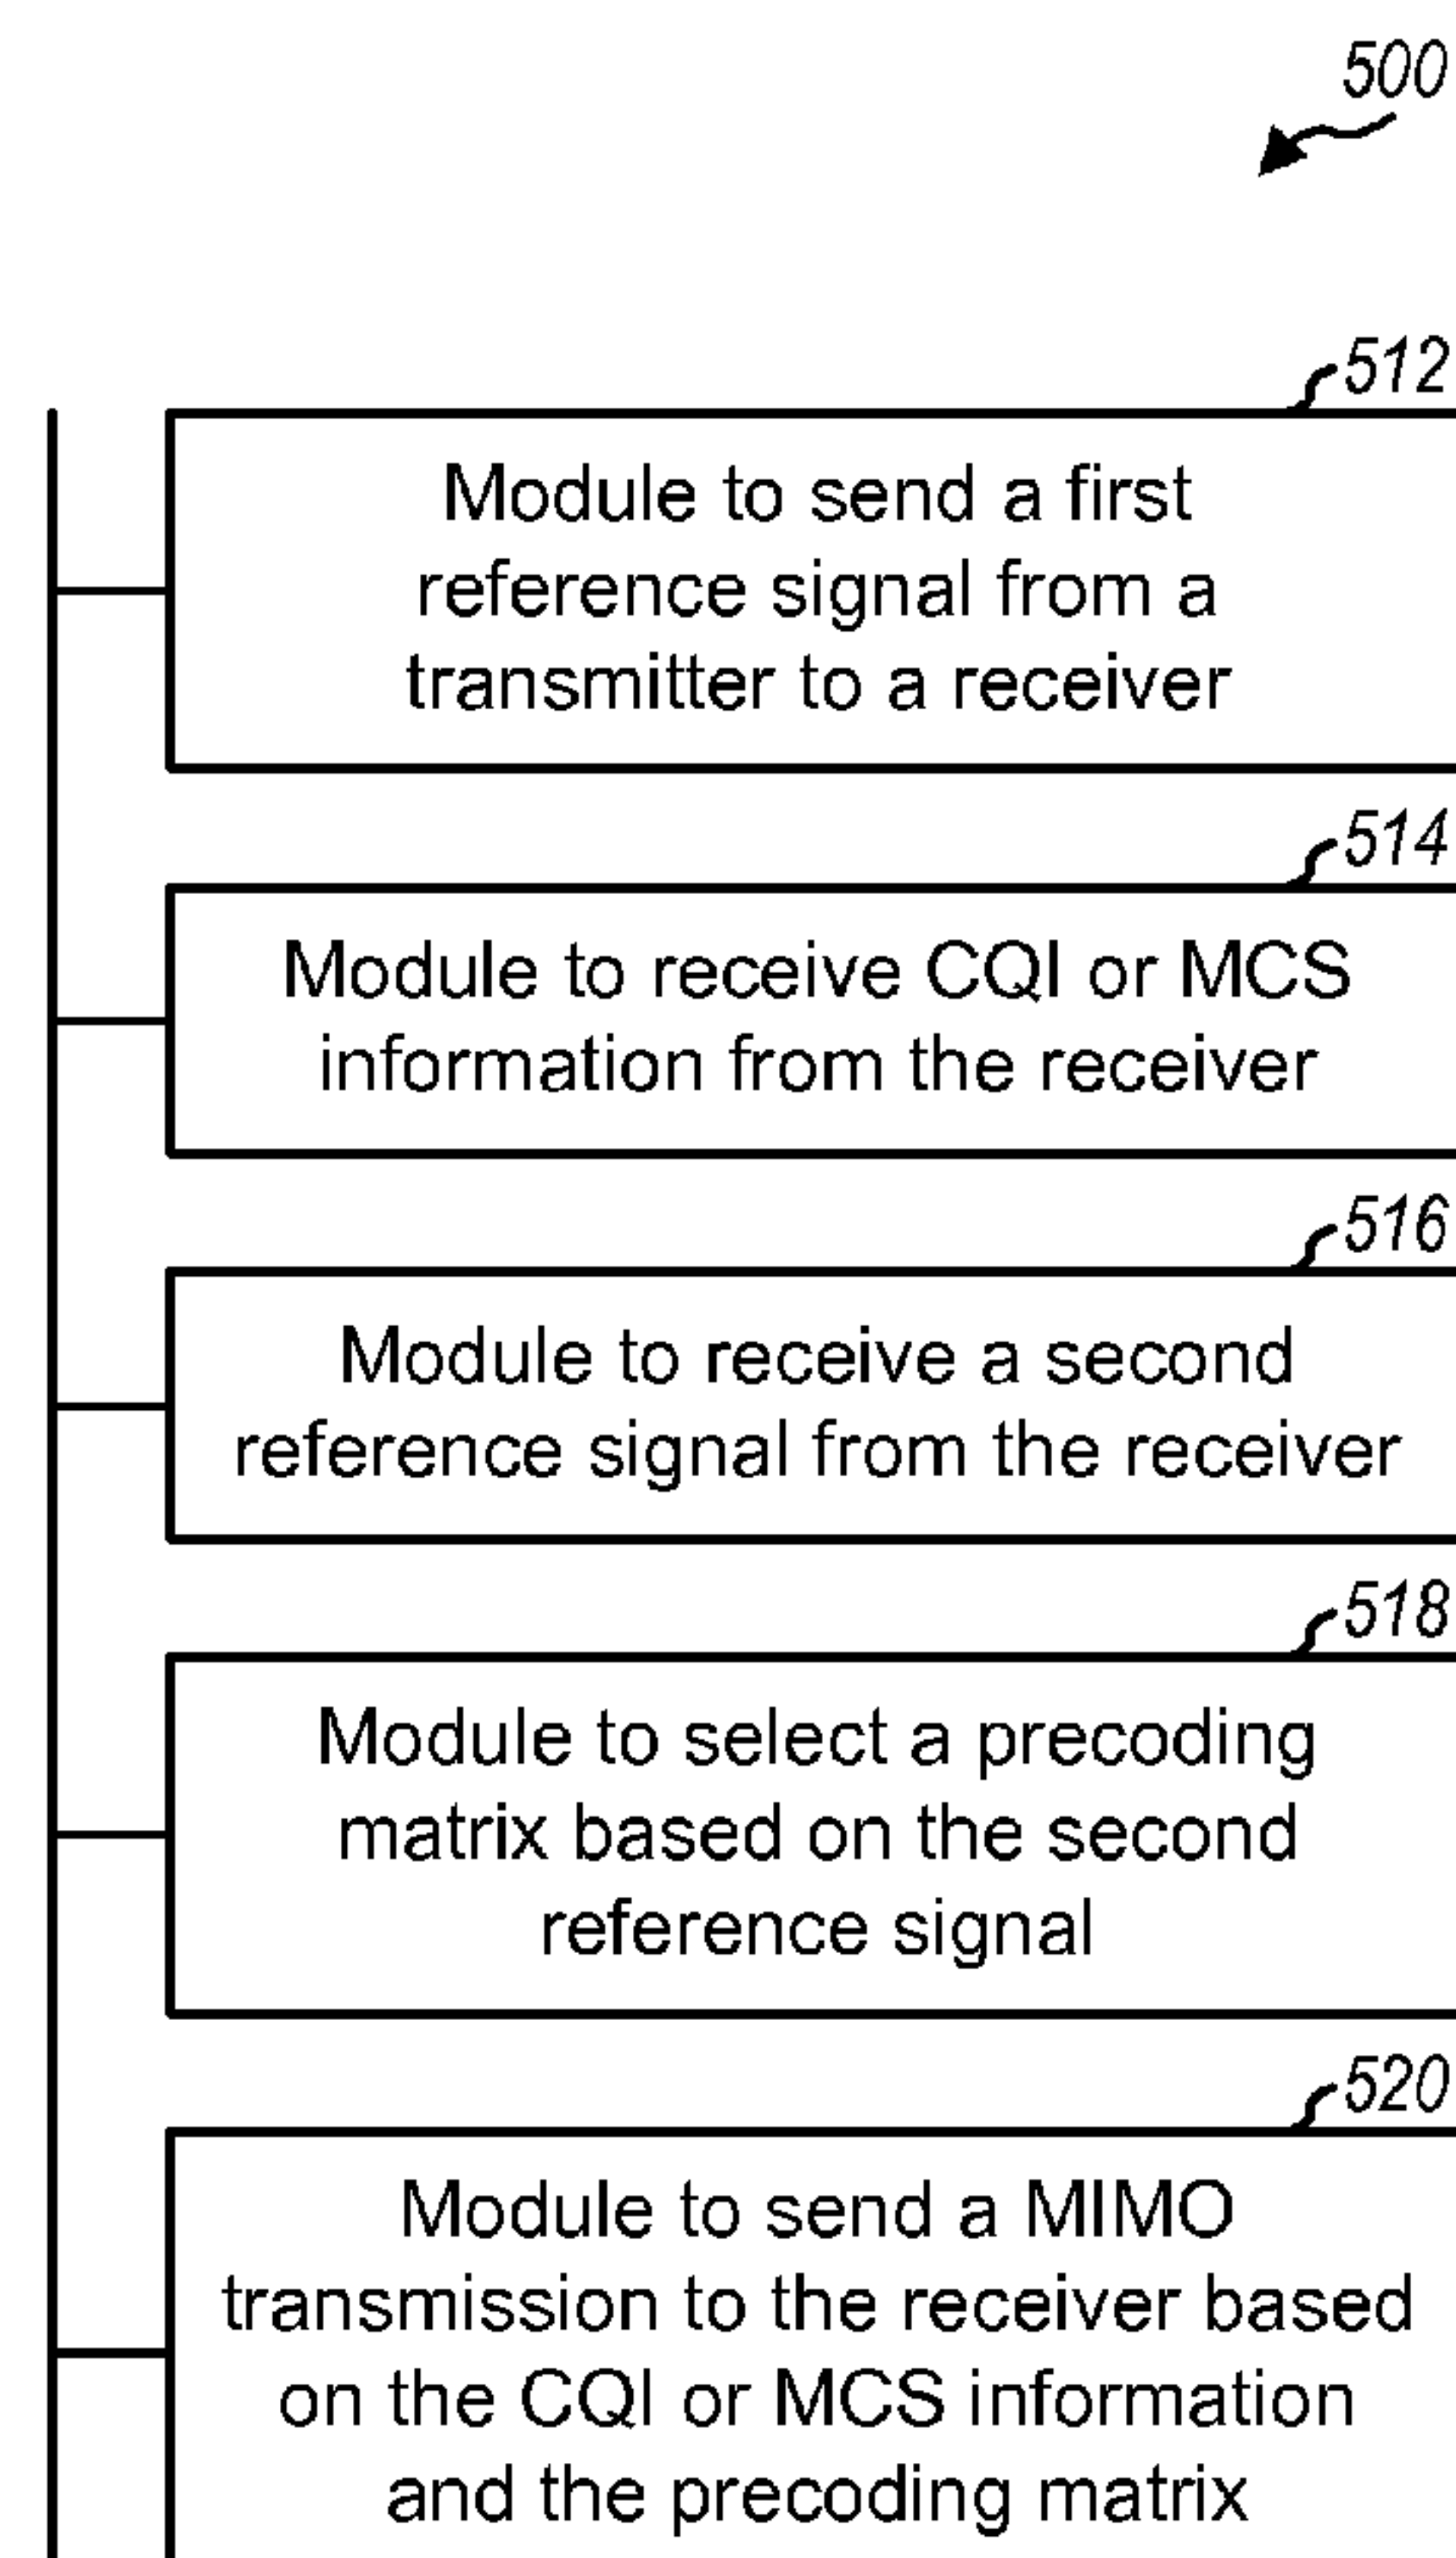 500
512
Module to send a first
reference signal from a
transmitter to a receiver
514
Module to receive CQI or MCS
information from the receiver
516
Module to receive a second
reference signal from the receiver
518
Module to select a precoding
matrix based on the second
reference signal
520
Module to send a MIMO
transmission to the receiver based
on the CQI or MCS information
and the precoding matrix